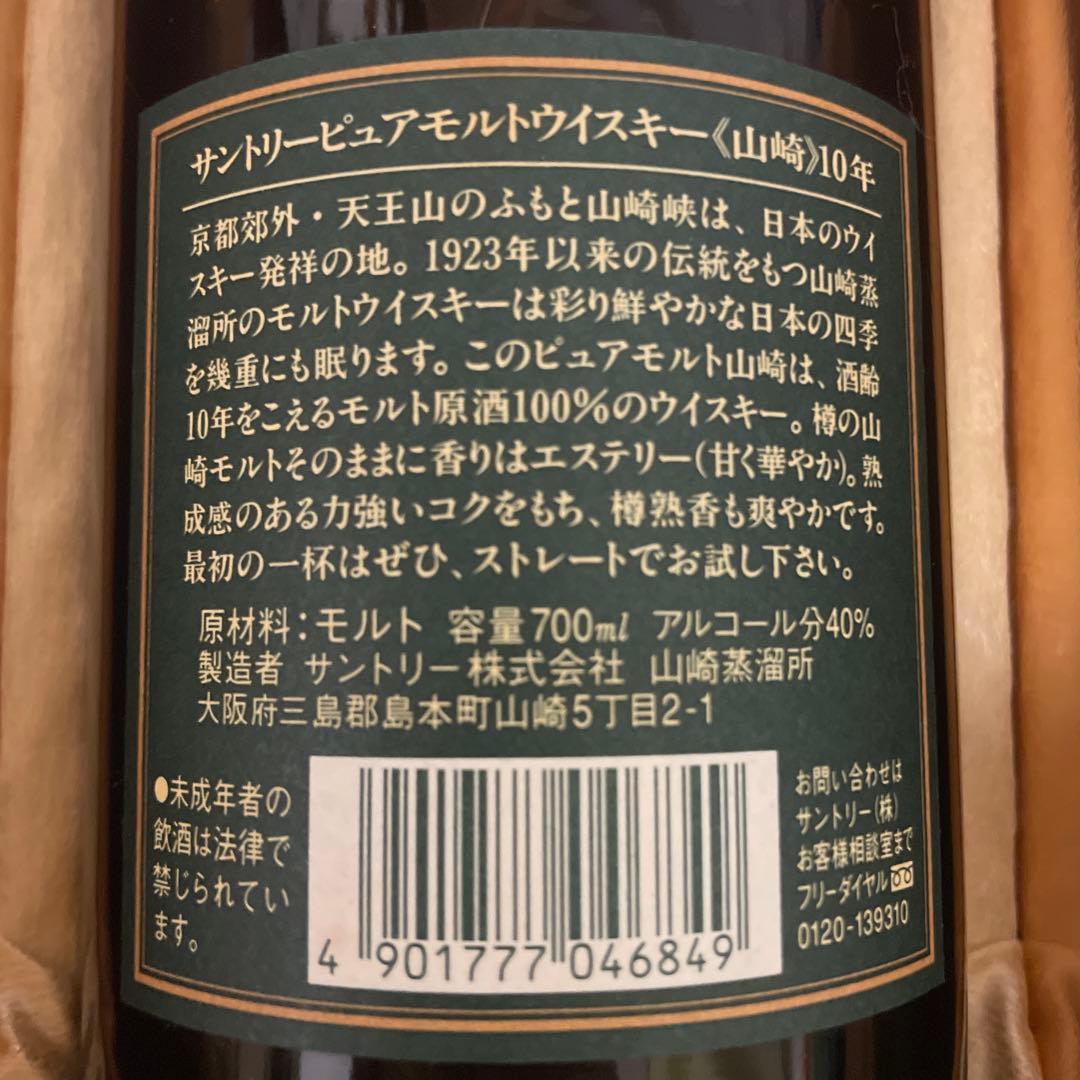 サントリーピュアモルトウイスキー《山崎》10年
京都郊外・天王山のふもと山崎峡は、日本のウイ
スキー発祥の地。1923年以来の伝統をもつ山崎蒸
溜所のモルトウイスキーは彩り鮮やかな日本の四季
を幾重にも眠ります。このピュアモルト山崎は、酒齢
10年をこえるモルト原酒100%のウイスキー。樽の山
崎モルトそのままに香りはエステリー(甘く華やか)。熟
成感のある力強いコクをもち、樽熟香も爽やかです。
最初の一杯はぜひ、ストレートでお試し下さい。
原材料:モルト 容量700ml アルコール分40%
製造者 サントリー株式会社 山崎蒸溜所
大阪府三島郡島本町山崎5丁目2-1
●未成年者の
飲酒は法律で
禁じられてい
ます。
4 901777 046849
お問い合わせは
サントリー(株)
お客様相談室まで
フリーダイヤル
0120-139310